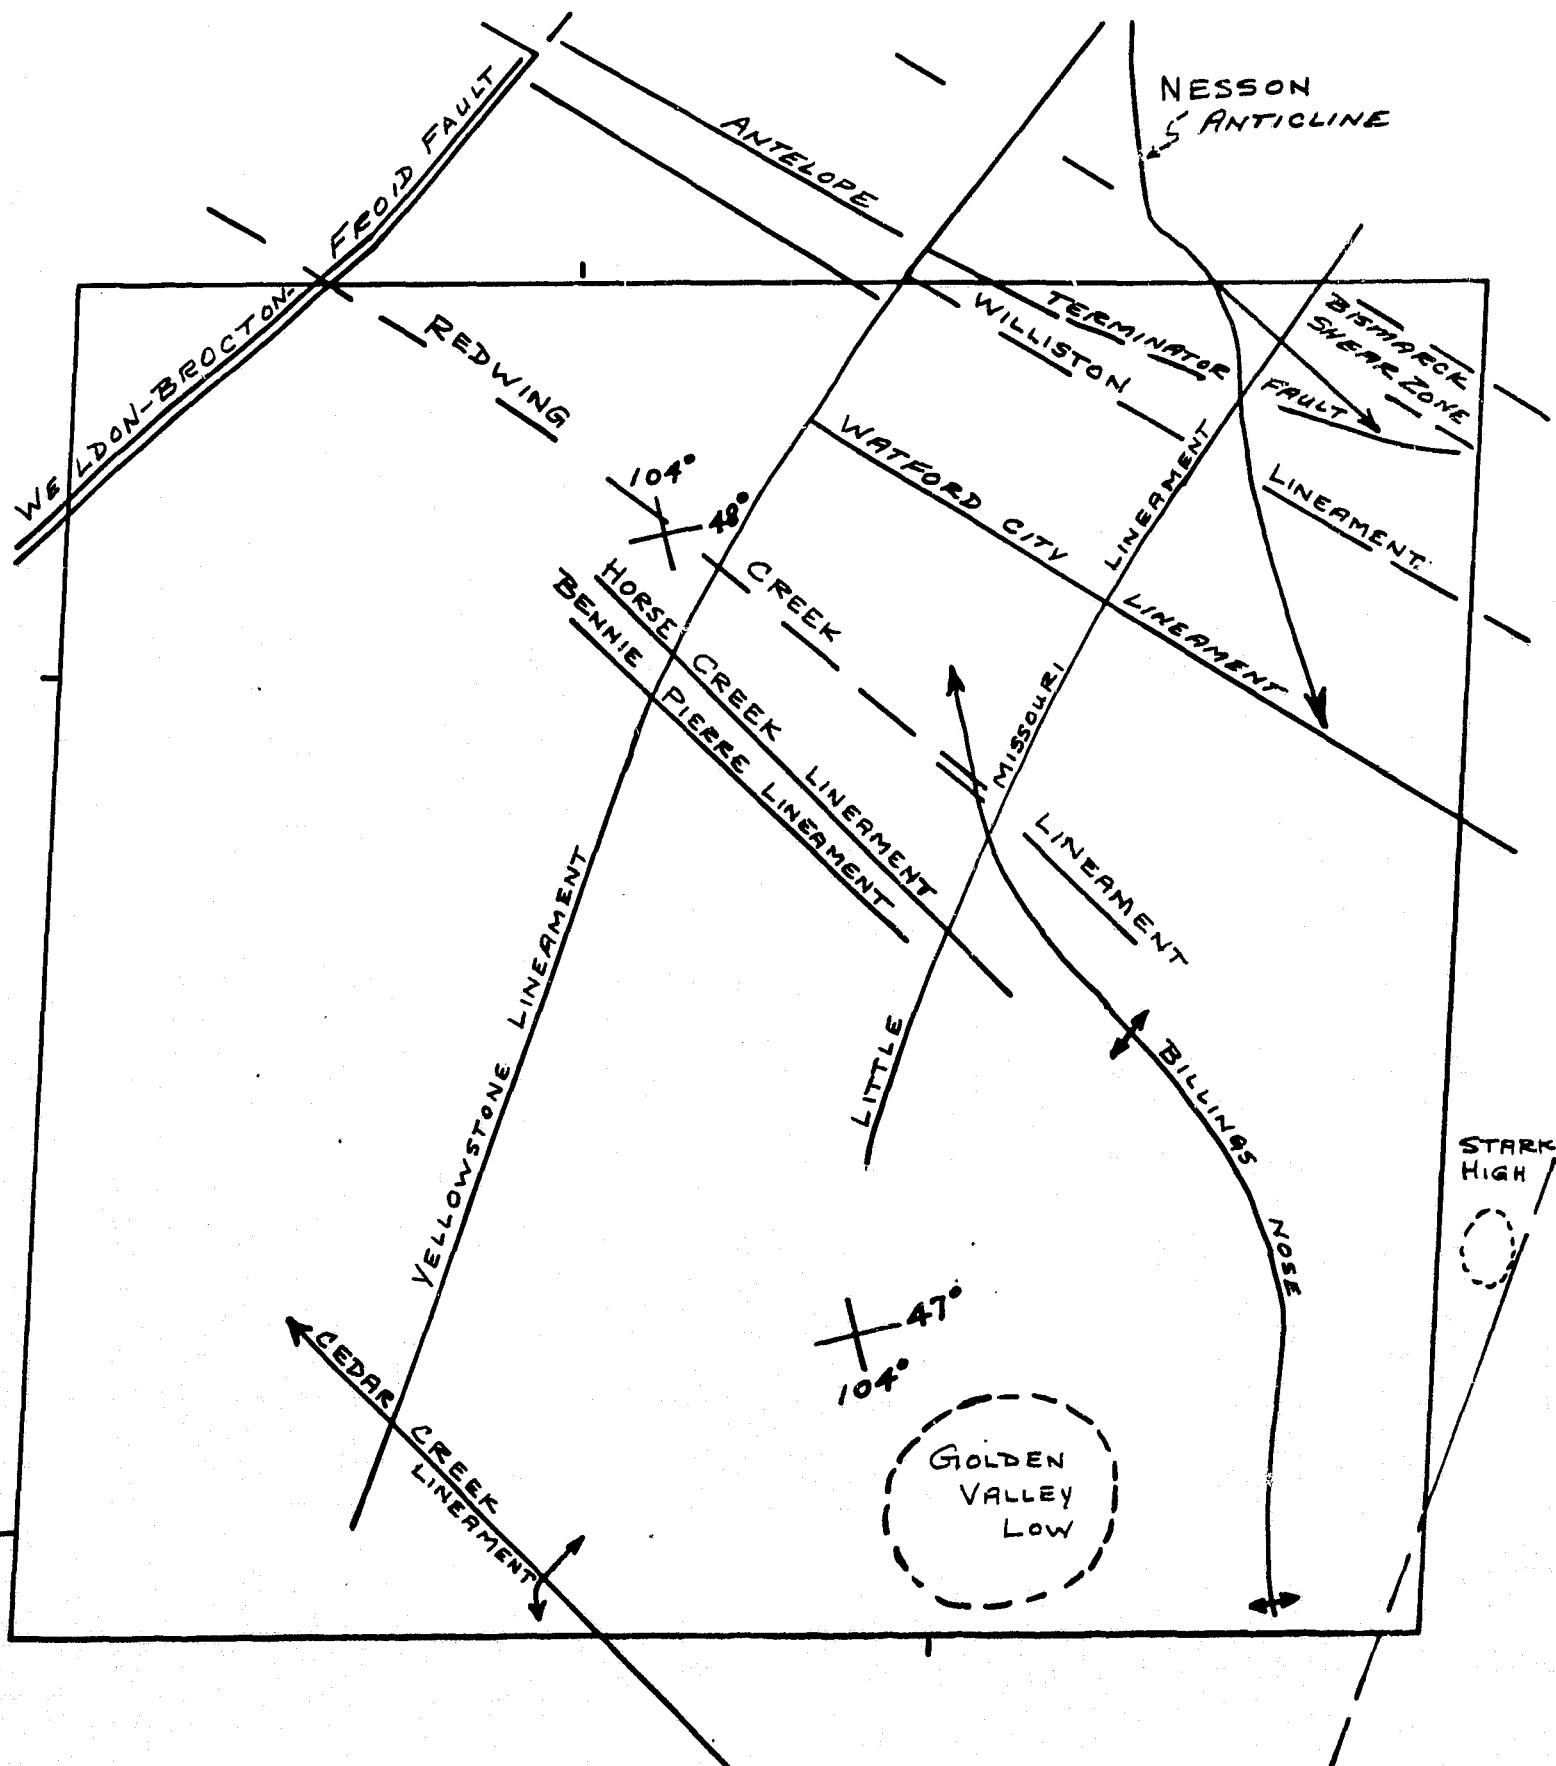 NESSON
ANTICLINE
ANTELOPE
WELDON-BROCTON-FROID FAULT
TERMINATOR
WILLISTON LINEAMENT
BISMARCK
SHEAR ZONE
FAULT
REDWING CREEK LINEAMENT
104°
48°
WATFORD CITY LINEAMENT
HORSE CREEK LINEAMENT
BENNIE PIERRE LINEAMENT
LITTLE MISSOURI LINEAMENT
YELLOWSTONE LINEAMENT
BILLINGS NOSE
STARK
HIGH
47°
104°
CEDAR CREEK
LINEAMENT
GOLDEN
VALLEY
LOW